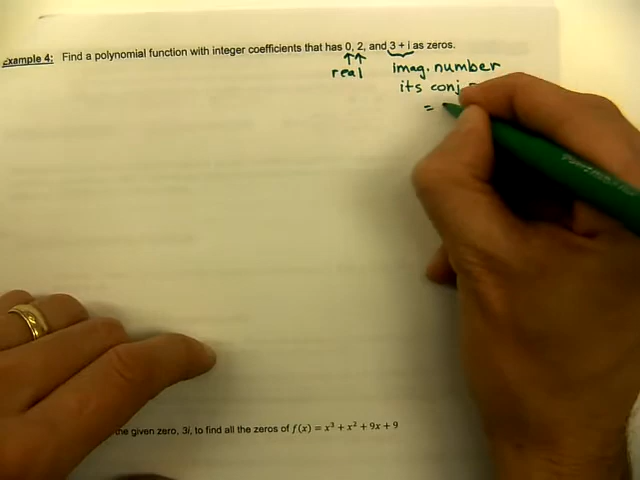 Example 4: Find a polynomial function with integer coefficients that has 0, 2, and 3 + i as zeros.
real imag. number
its conj
=
the given zero, 3i, to find all the zeros of f(x) = x³ + x² + 9x + 9